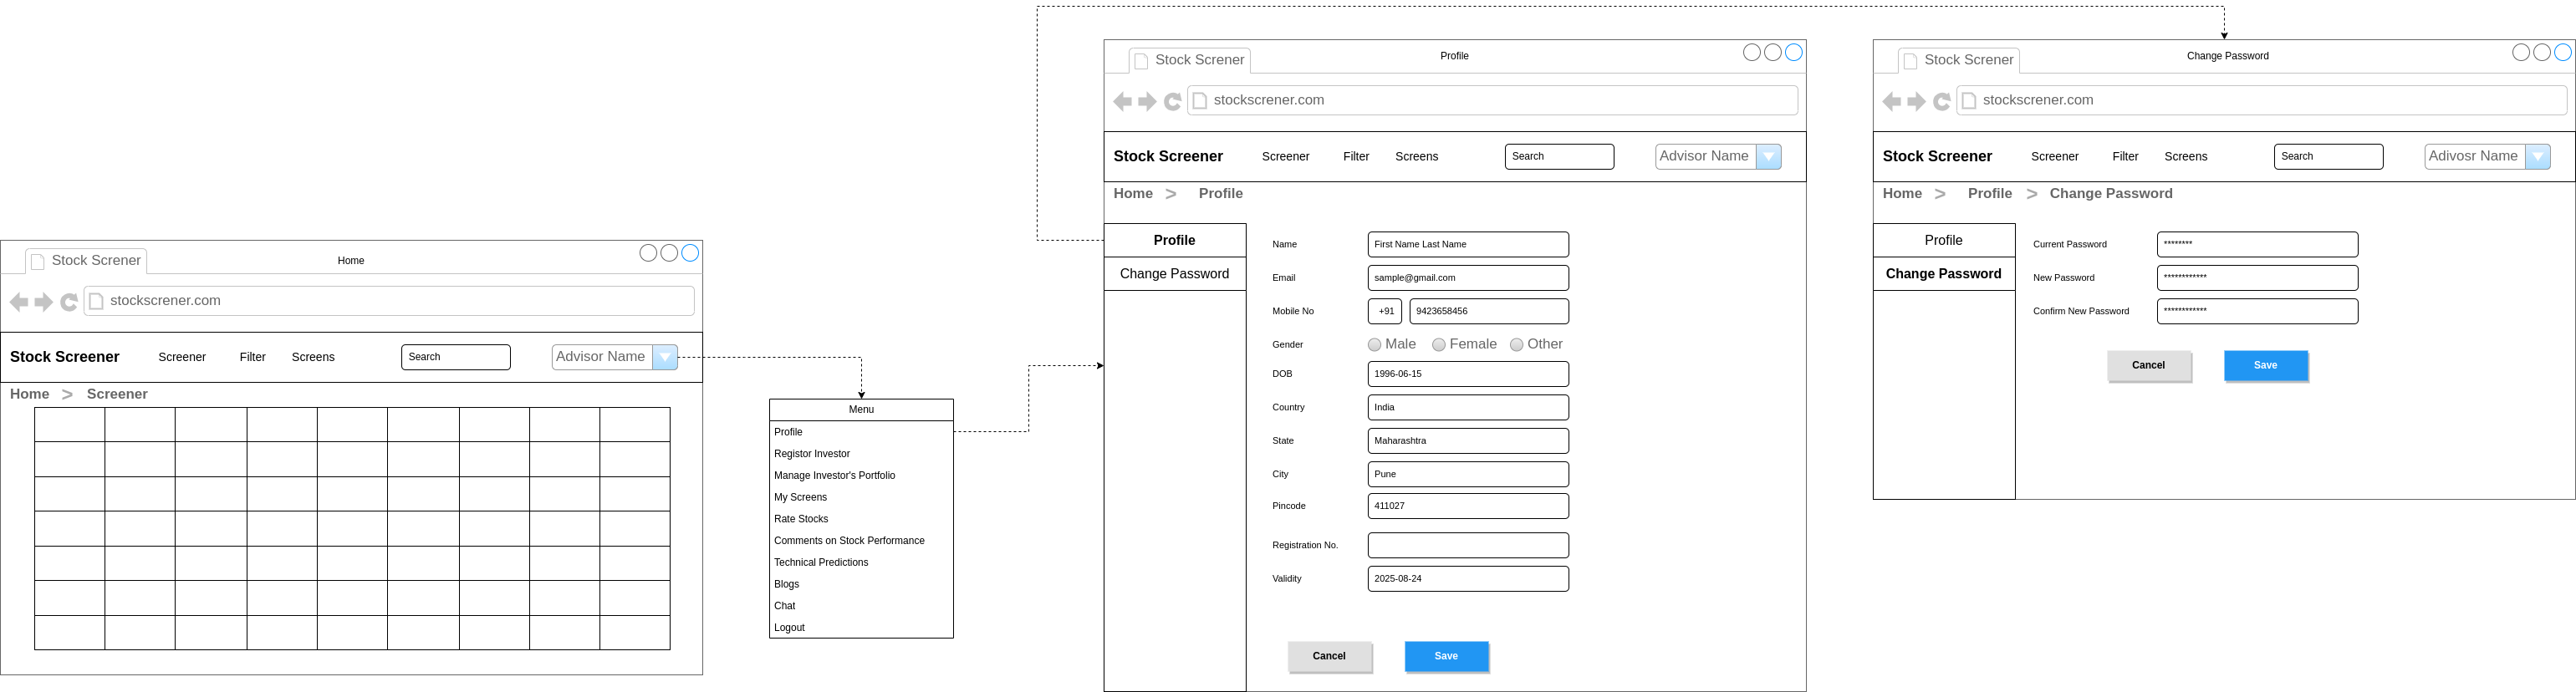 Stock Screner
Home
stockscrener.com
Stock Screener Screener Filter Screens Search Advisor Name
Home > Screener
Menu
Profile
Registor Investor
Manage Investor's Portfolio
My Screens
Rate Stocks
Comments on Stock Performance
Technical Predictions
Blogs
Chat
Logout
Stock Screner
Profile
stockscrener.com
Stock Screener Screener Filter Screens Search Advisor Name
Home > Profile
Profile
Change Password
Name First Name Last Name
Email sample@gmail.com
Mobile No +91 9423658456
Gender Male Female Other
DOB 1996-06-15
Country India
State Maharashtra
City Pune
Pincode 411027
Registration No.
Validity 2025-08-24
Cancel Save
Stock Screner
Change Password
stockscrener.com
Stock Screener Screener Filter Screens Search Adivosr Name
Home > Profile > Change Password
Profile
Change Password
Current Password ********
New Password ************
Confirm New Password ************
Cancel Save